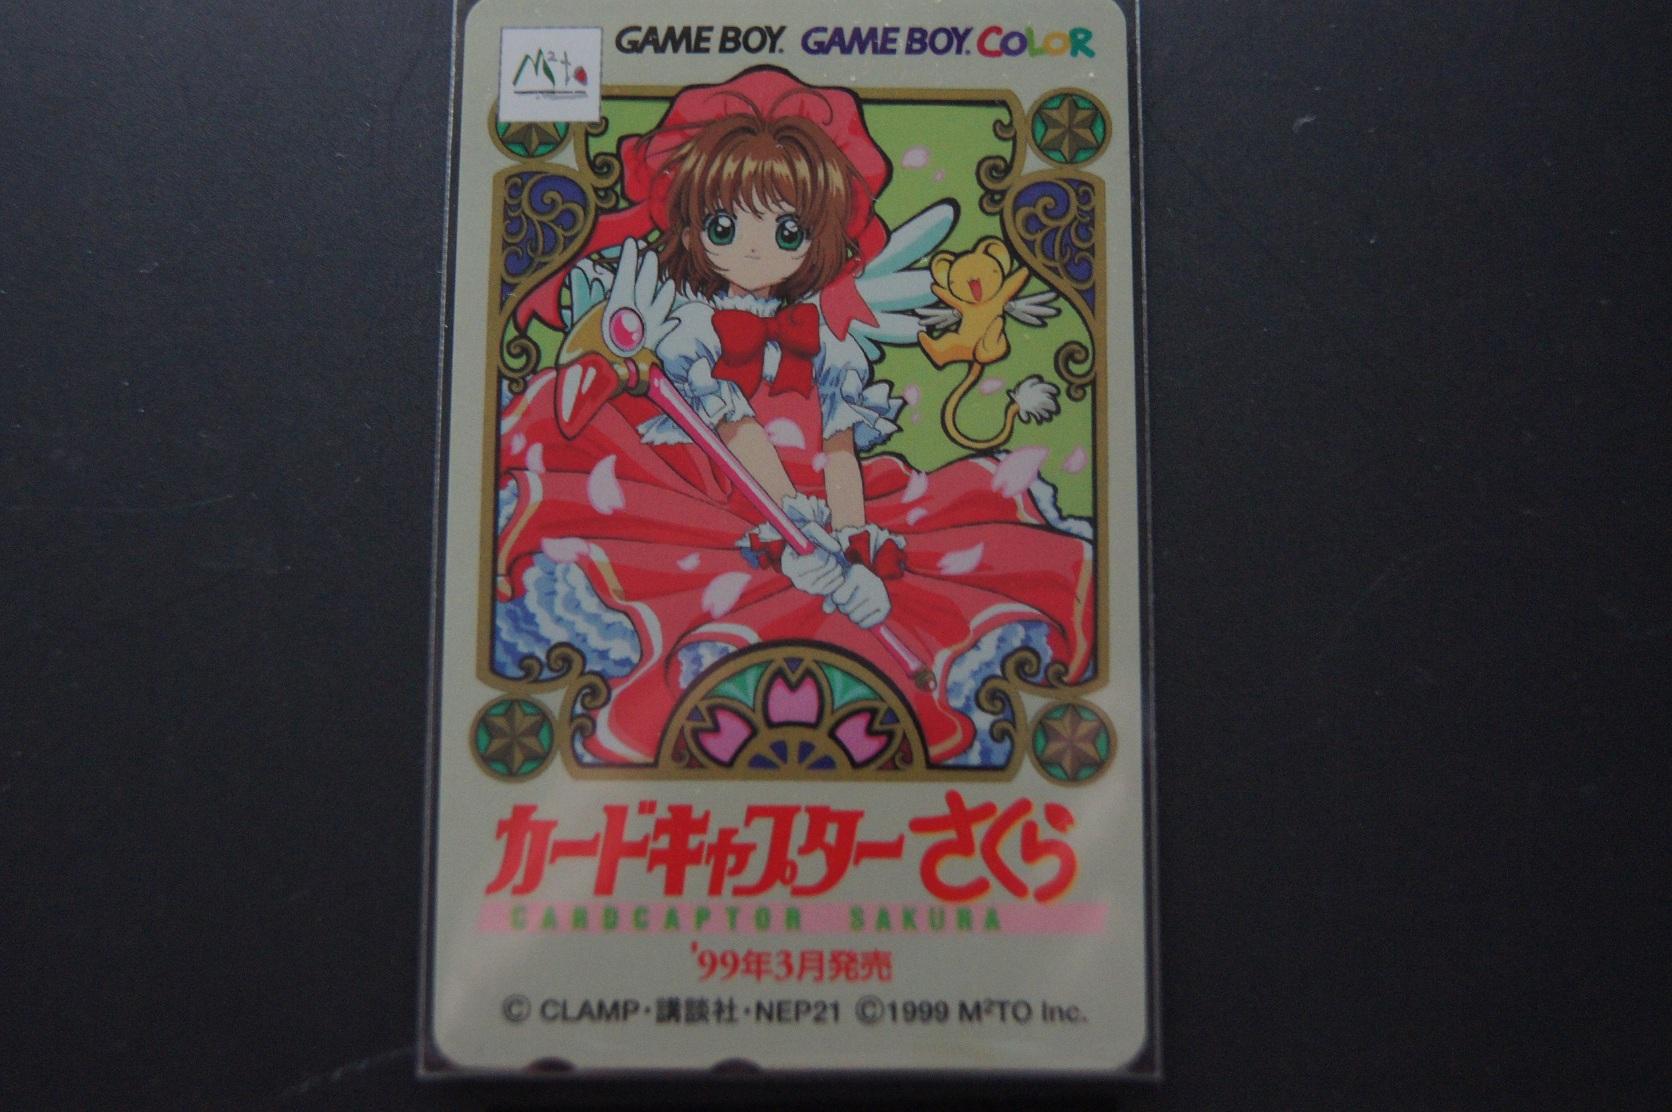 M²to
GAME BOY. GAME BOY. COLOR
カードキャプターさくら
CARDCAPTOR SAKURA
'99年3月発売
© CLAMP・講談社・NEP21 ©1999 M²TO Inc.